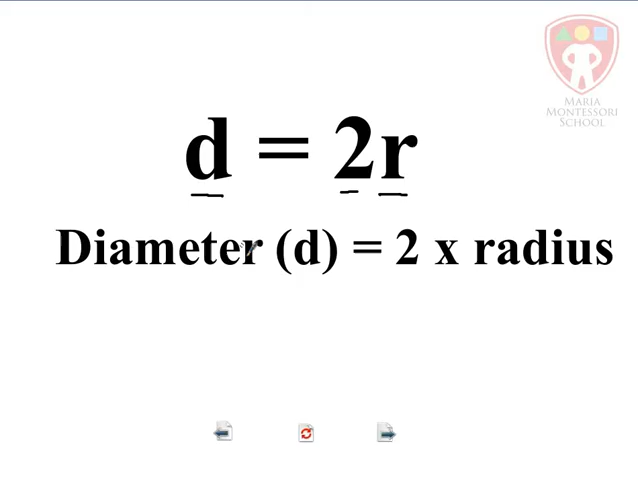 MARIA
MONTESSORI
SCHOOL
d = 2r
Diameter (d) = 2 x radius